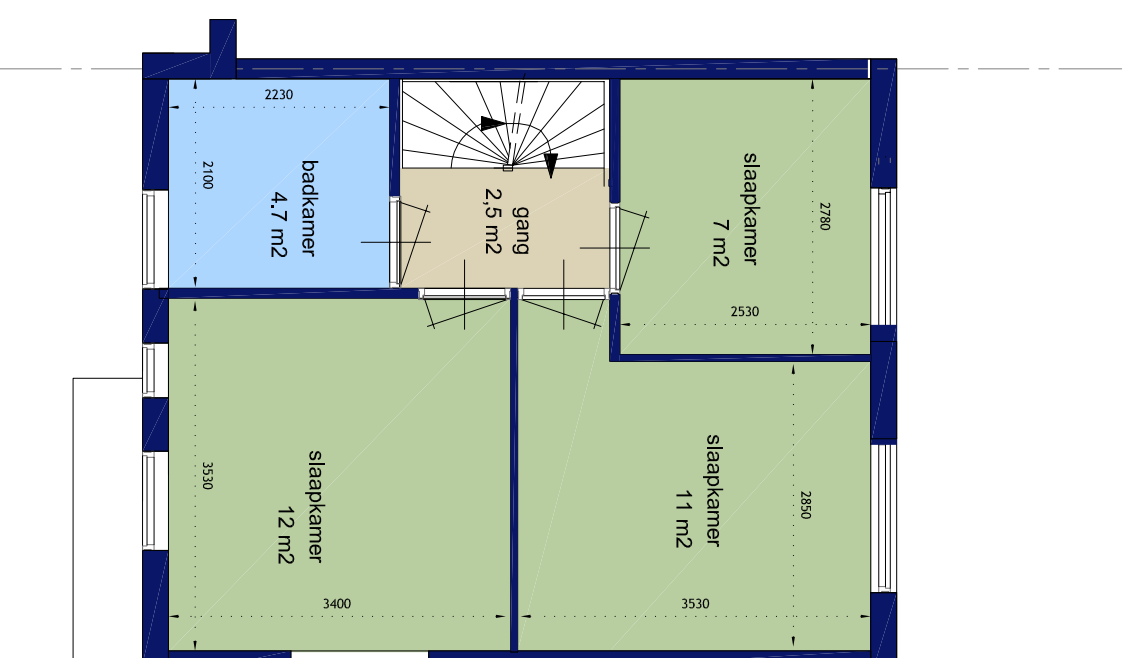 2230
2100
badkamer
4.7 m2
gang
2,5 m2
slaapkamer
7 m2
2780
2530
slaapkamer
12 m2
3530
3400
slaapkamer
11 m2
2850
3530